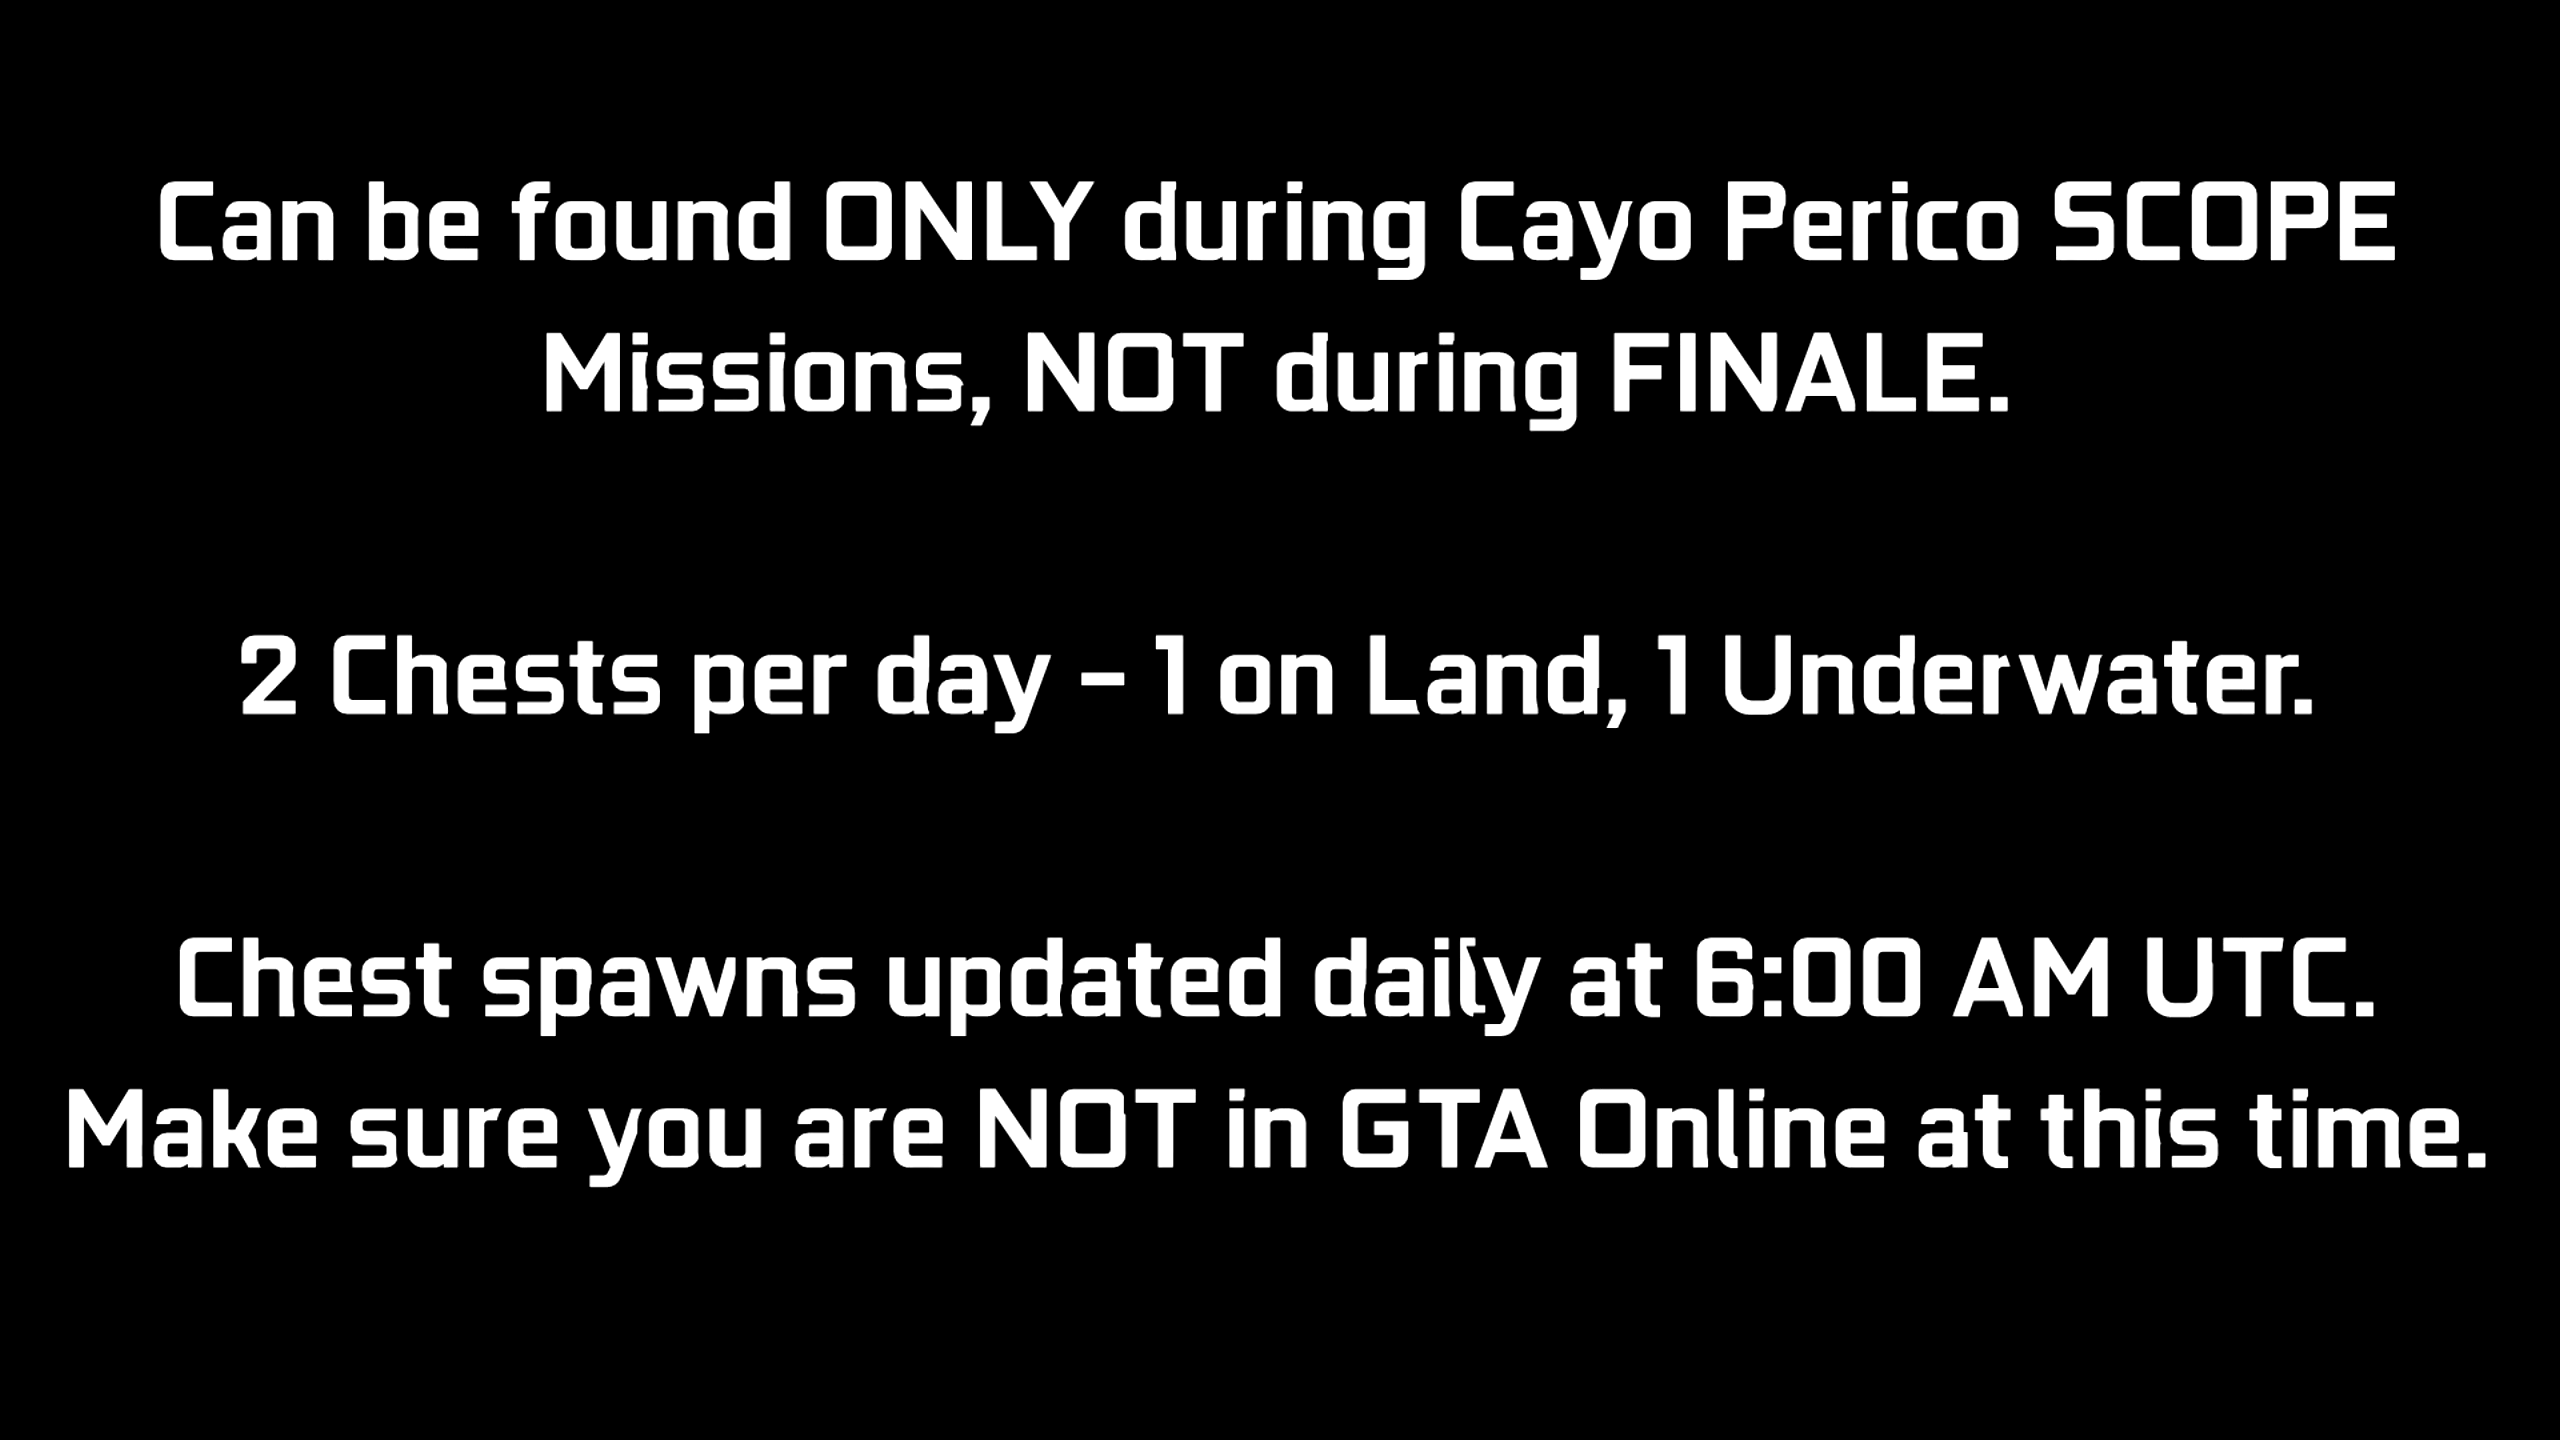 Can be found ONLY during Cayo Perico SCOPE
Missions, NOT during FINALE.
2 Chests per day - 1 on Land, 1 Underwater.
Chest spawns updated daily at 6:00 AM UTC.
Make sure you are NOT in GTA Online at this time.